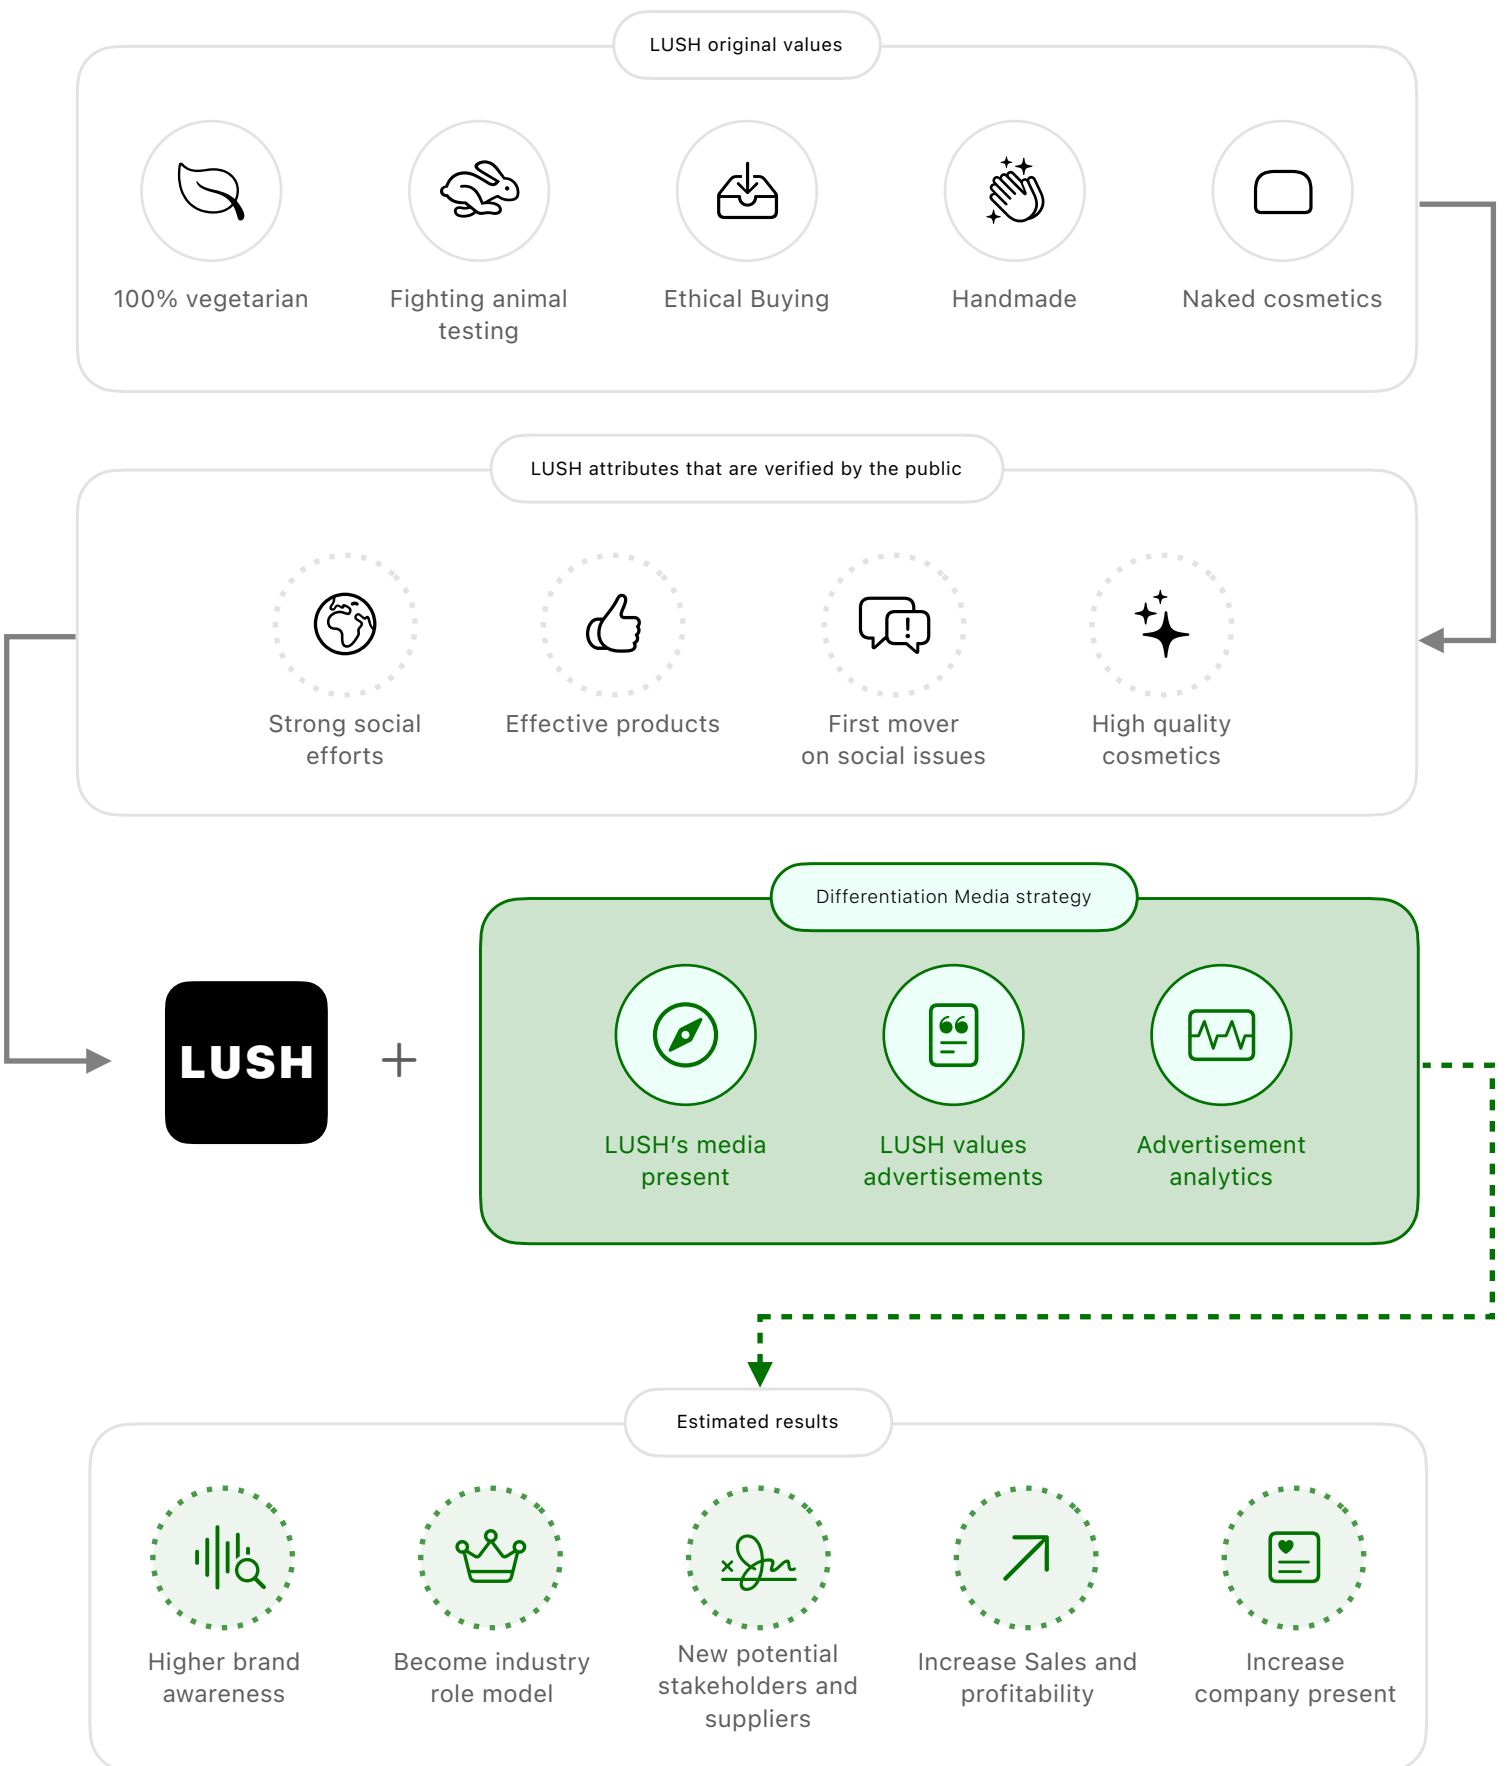 LUSH original values
100% vegetarian
Fighting animal
testing
Ethical Buying
Handmade
Naked cosmetics
LUSH attributes that are verified by the public
Strong social
efforts
Effective products
First mover
on social issues
High quality
cosmetics
LUSH
+
Differentiation Media strategy
LUSH’s media
present
LUSH values
advertisements
Advertisement
analytics
Estimated results
Higher brand
awareness
Become industry
role model
New potential
stakeholders and
suppliers
Increase Sales and
profitability
Increase
company present